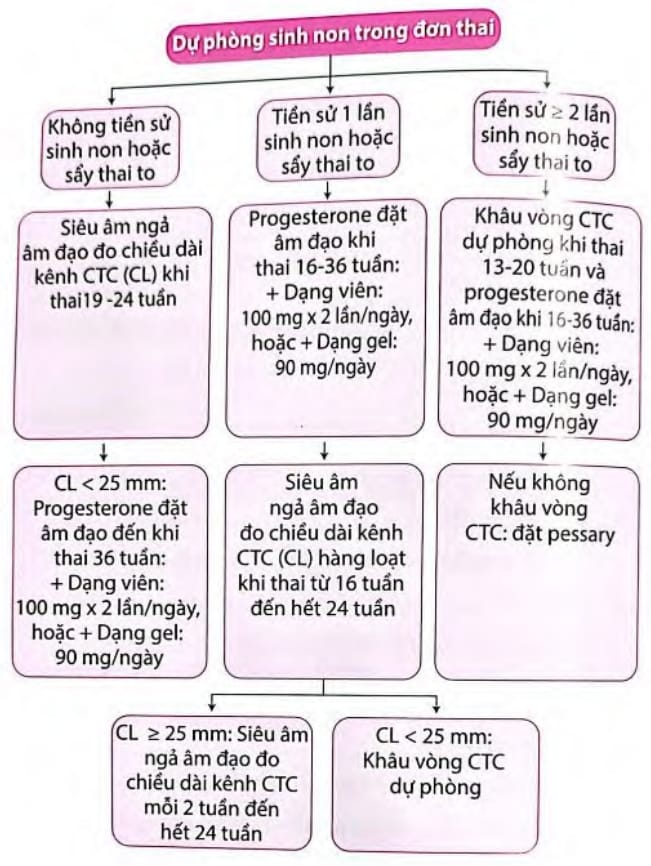 Dự phòng sinh non trong đơn thai
Không tiền sử
sinh non hoặc
sẩy thai to
Tiền sử 1 lần
sinh non hoặc
sẩy thai to
Tiền sử ≥ 2 lần
sinh non hoặc
sẩy thai to
Siêu âm ngả
âm đạo đo chiều dài
kênh CTC (CL) khi
thai19 -24 tuần
Progesterone đặt
âm đạo khi
thai 16-36 tuần:
+ Dạng viên:
100 mg x 2 lần/ngày,
hoặc + Dạng gel:
90 mg/ngày
Khâu vòng CTC
dự phòng khi thai
13-20 tuần và
progesterone đặt
âm đạo khi 16-36 tuần:
+ Dạng viên:
100 mg x 2 lần/ngày,
hoặc + Dạng gel:
90 mg/ngày
CL < 25 mm:
Progesterone đặt
âm đạo đến khi
thai 36 tuần:
+ Dạng viên:
100 mg x 2 lần/ngày,
hoặc + Dạng gel:
90 mg/ngày
Siêu âm
ngả âm đạo
đo chiều dài kênh
CTC (CL) hàng loạt
khi thai từ 16 tuần
đến hết 24 tuần
Nếu không
khâu vòng
CTC: đặt pessary
CL ≥ 25 mm: Siêu âm
ngả âm đạo đo
chiều dài kênh CTC
mỗi 2 tuần đến
hết 24 tuần
CL < 25 mm:
Khâu vòng CTC
dự phòng